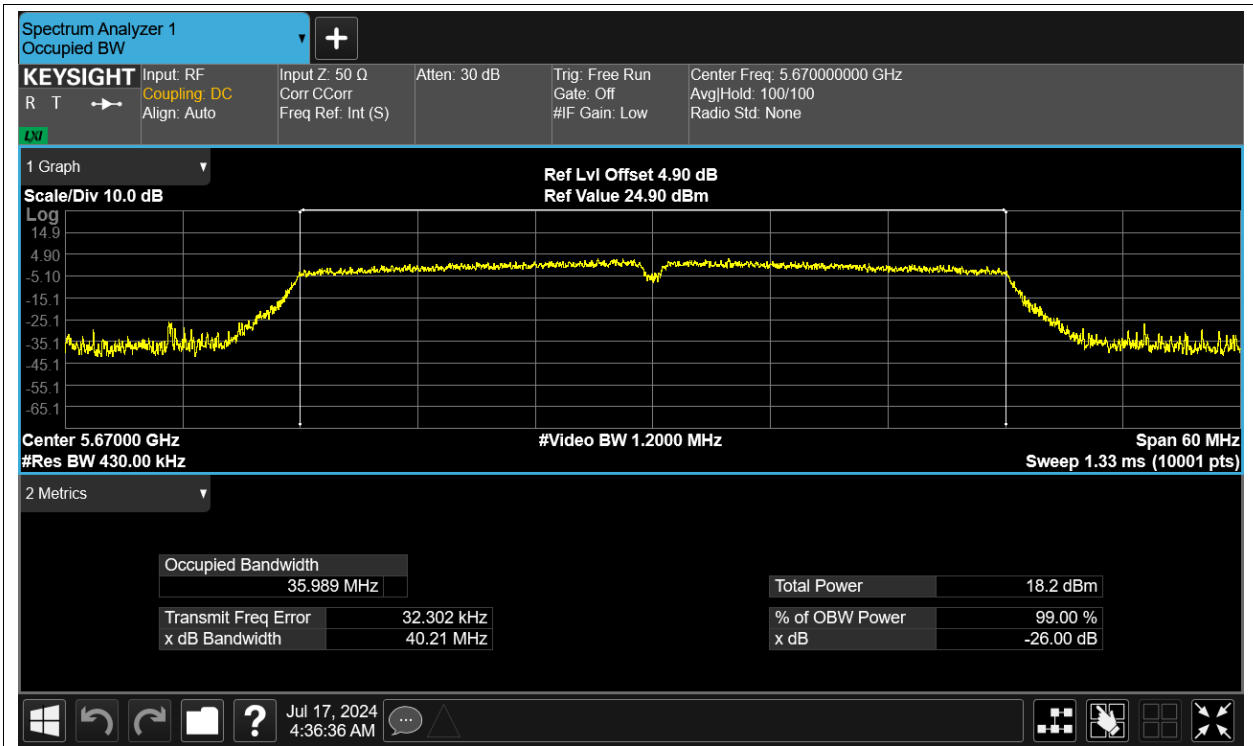 Spectrum Analyzer 1
Occupied BW
KEYSIGHT
R T
LXI
Input: RF
Coupling: DC
Align: Auto
Input Z: 50 Ω
Corr CCorr
Freq Ref: Int (S)
Atten: 30 dB
Trig: Free Run
Gate: Off
#IF Gain: Low
Center Freq: 5.670000000 GHz
Avg|Hold: 100/100
Radio Std: None
1 Graph
Scale/Div 10.0 dB
Ref Lvl Offset 4.90 dB
Ref Value 24.90 dBm
Log
14.9
4.90
-5.10
-15.1
-25.1
-35.1
-45.1
-55.1
-65.1
Center 5.67000 GHz
#Video BW 1.2000 MHz
Span 60 MHz
#Res BW 430.00 kHz
Sweep 1.33 ms (10001 pts)
2 Metrics
Occupied Bandwidth
35.989 MHz
Transmit Freq Error 32.302 kHz
x dB Bandwidth 40.21 MHz
Total Power 18.2 dBm
% of OBW Power 99.00 %
x dB -26.00 dB
?
Jul 17, 2024
4:36:36 AM